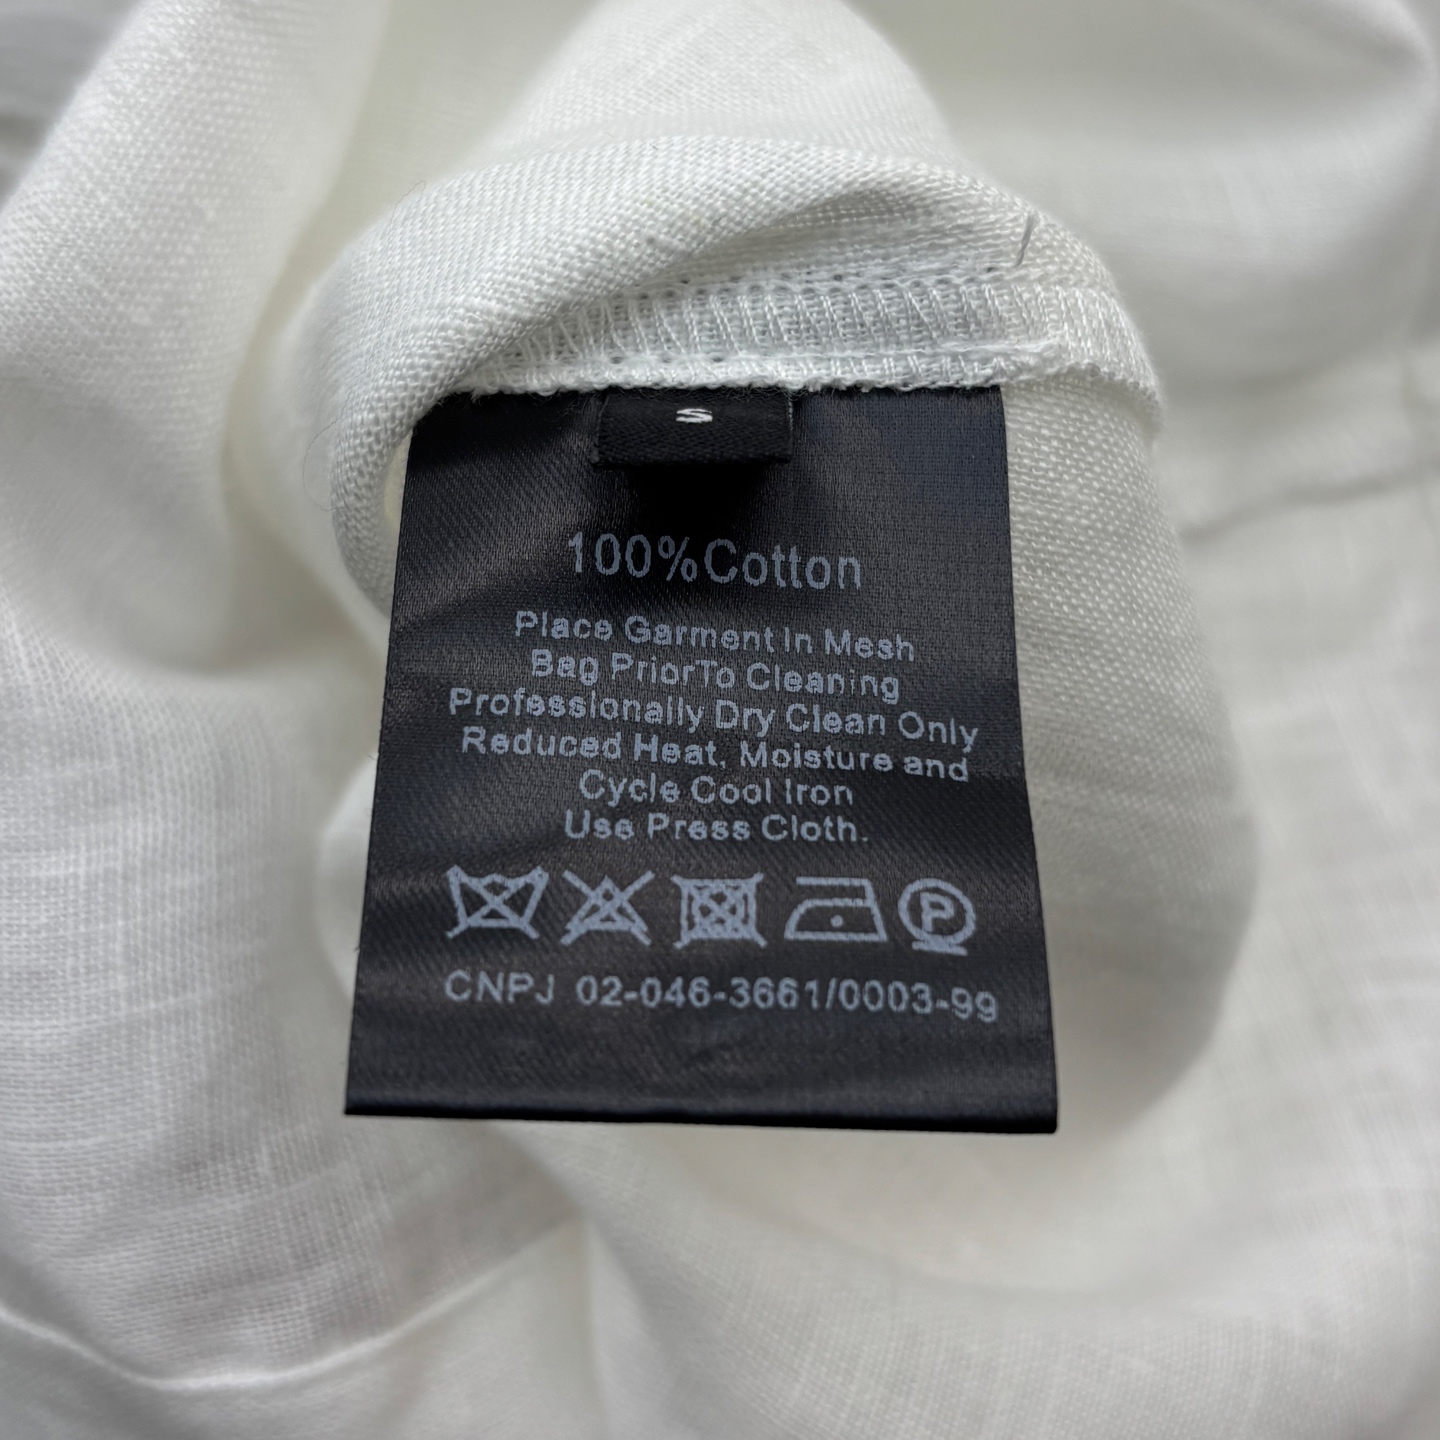 S
100%Cotton
Place Garment In Mesh
Bag PriorTo Cleaning
Professionally Dry Clean Only
Reduced Heat, Moisture and
Cycle Cool Iron
Use Press Cloth.
P
CNPJ 02-046-3661/0003-99